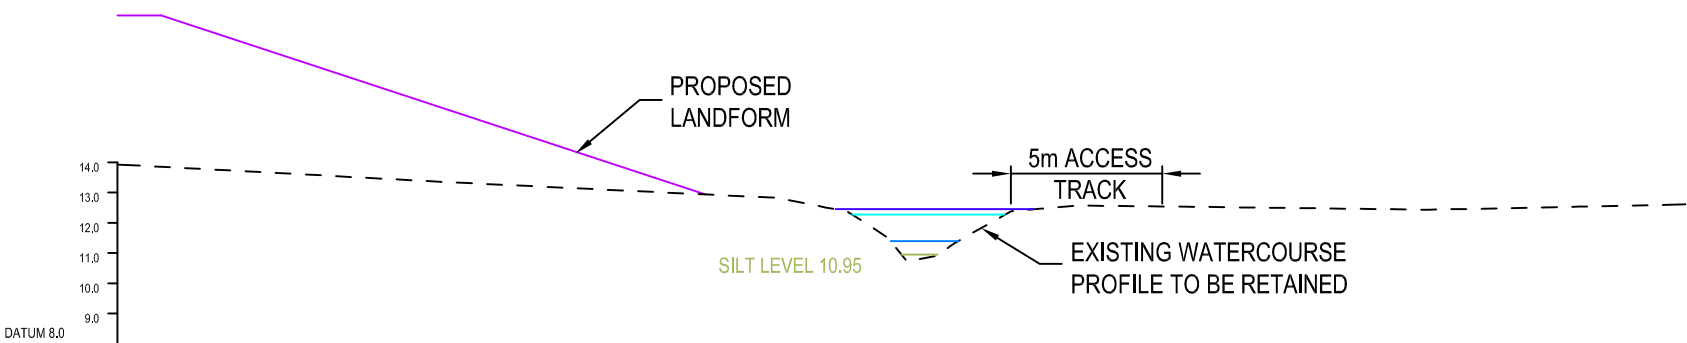 PROPOSED
LANDFORM
5m ACCESS
TRACK
14.0
13.0
12.0
11.0
10.0
9.0
DATUM 8.0
SILT LEVEL 10.95
EXISTING WATERCOURSE
PROFILE TO BE RETAINED